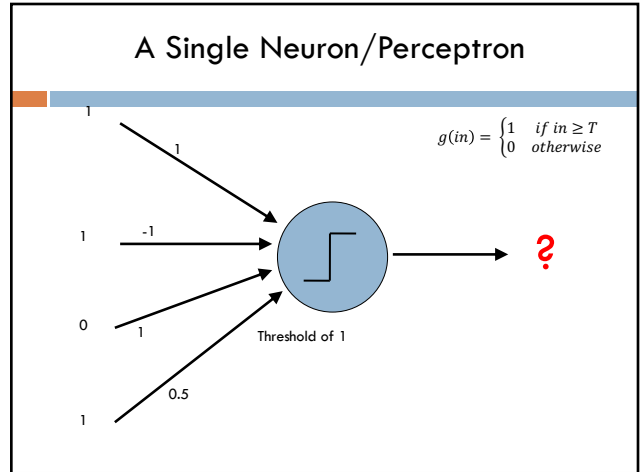 A Single Neuron/Perceptron
1
g(in) = {1 if in ≥ T
0 otherwise
1
1
-1
?
0
1
Threshold of 1
0.5
1